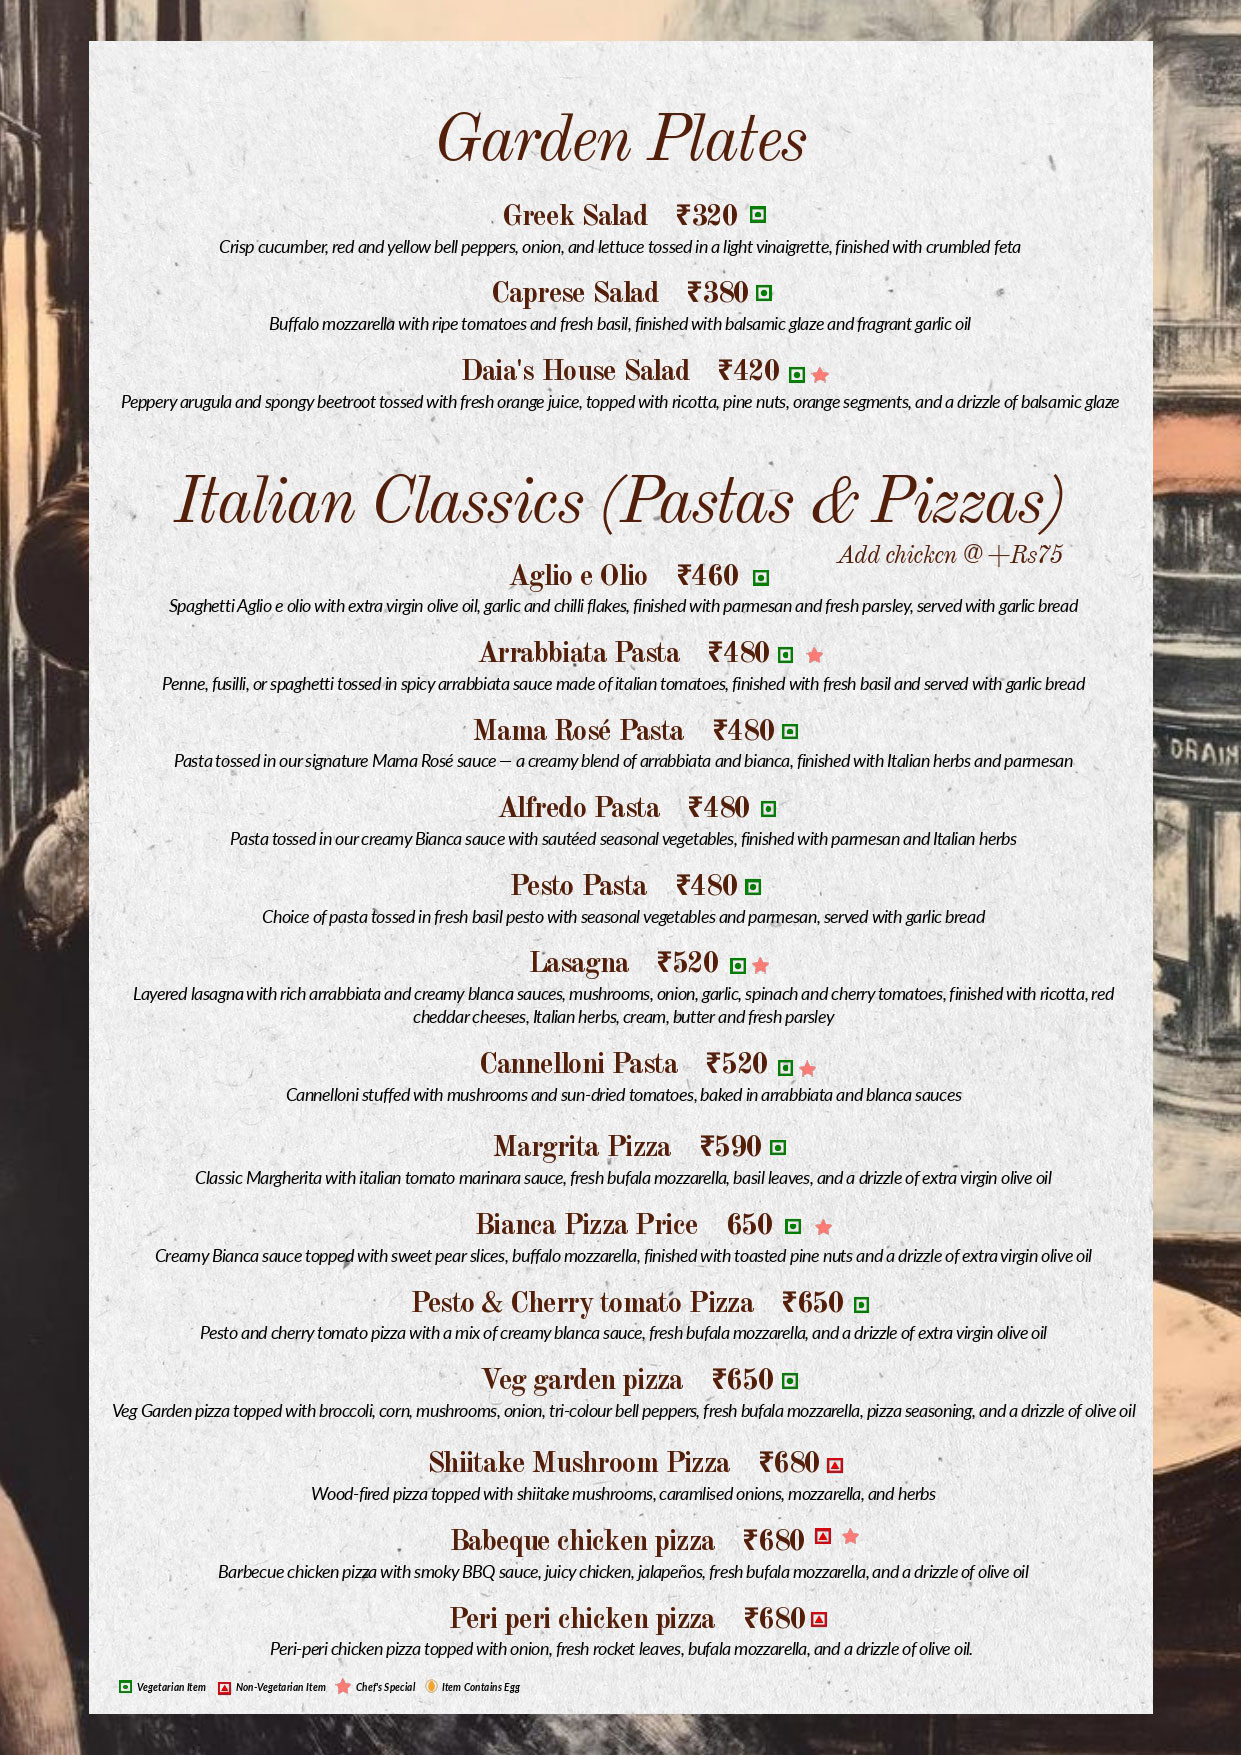 Garden Plates
Greek Salad ₹320
Crisp cucumber, red and yellow bell peppers, onion, and lettuce tossed in a light vinaigrette, finished with crumbled feta
Caprese Salad ₹380
Buffalo mozzarella with ripe tomatoes and fresh basil, finished with balsamic glaze and fragrant garlic oil
Daia's House Salad ₹420
Peppery arugula and spongy beetroot tossed with fresh orange juice, topped with ricotta, pine nuts, orange segments, and a drizzle of balsamic glaze
Italian Classics (Pastas & Pizzas)
Add chicken @ +Rs75
Aglio e Olio ₹460
Spaghetti Aglio e olio with extra virgin olive oil, garlic and chilli flakes, finished with parmesan and fresh parsley, served with garlic bread
Arrabbiata Pasta ₹480
Penne, fusilli, or spaghetti tossed in spicy arrabbiata sauce made of italian tomatoes, finished with fresh basil and served with garlic bread
Mama Rosé Pasta ₹480
Pasta tossed in our signature Mama Rosé sauce — a creamy blend of arrabbiata and bianca, finished with Italian herbs and parmesan
Alfredo Pasta ₹480
Pasta tossed in our creamy Bianca sauce with sautéed seasonal vegetables, finished with parmesan and Italian herbs
Pesto Pasta ₹480
Choice of pasta tossed in fresh basil pesto with seasonal vegetables and parmesan, served with garlic bread
Lasagna ₹520
Layered lasagna with rich arrabbiata and creamy blanca sauces, mushrooms, onion, garlic, spinach and cherry tomatoes, finished with ricotta, red
cheddar cheeses, Italian herbs, cream, butter and fresh parsley
Cannelloni Pasta ₹520
Cannelloni stuffed with mushrooms and sun-dried tomatoes, baked in arrabbiata and blanca sauces
Margrita Pizza ₹590
Classic Margherita with italian tomato marinara sauce, fresh bufala mozzarella, basil leaves, and a drizzle of extra virgin olive oil
Bianca Pizza Price 650
Creamy Bianca sauce topped with sweet pear slices, buffalo mozzarella, finished with toasted pine nuts and a drizzle of extra virgin olive oil
Pesto & Cherry tomato Pizza ₹650
Pesto and cherry tomato pizza with a mix of creamy blanca sauce, fresh bufala mozzarella, and a drizzle of extra virgin olive oil
Veg garden pizza ₹650
Veg Garden pizza topped with broccoli, corn, mushrooms, onion, tri-colour bell peppers, fresh bufala mozzarella, pizza seasoning, and a drizzle of olive oil
Shiitake Mushroom Pizza ₹680
Wood-fired pizza topped with shiitake mushrooms, caramlised onions, mozzarella, and herbs
Babeque chicken pizza ₹680
Barbecue chicken pizza with smoky BBQ sauce, juicy chicken, jalapeños, fresh bufala mozzarella, and a drizzle of olive oil
Peri peri chicken pizza ₹680
Peri-peri chicken pizza topped with onion, fresh rocket leaves, bufala mozzarella, and a drizzle of olive oil.
Vegetarian Item Non-Vegetarian Item Chef's Special Item Contains Egg
DRAIN